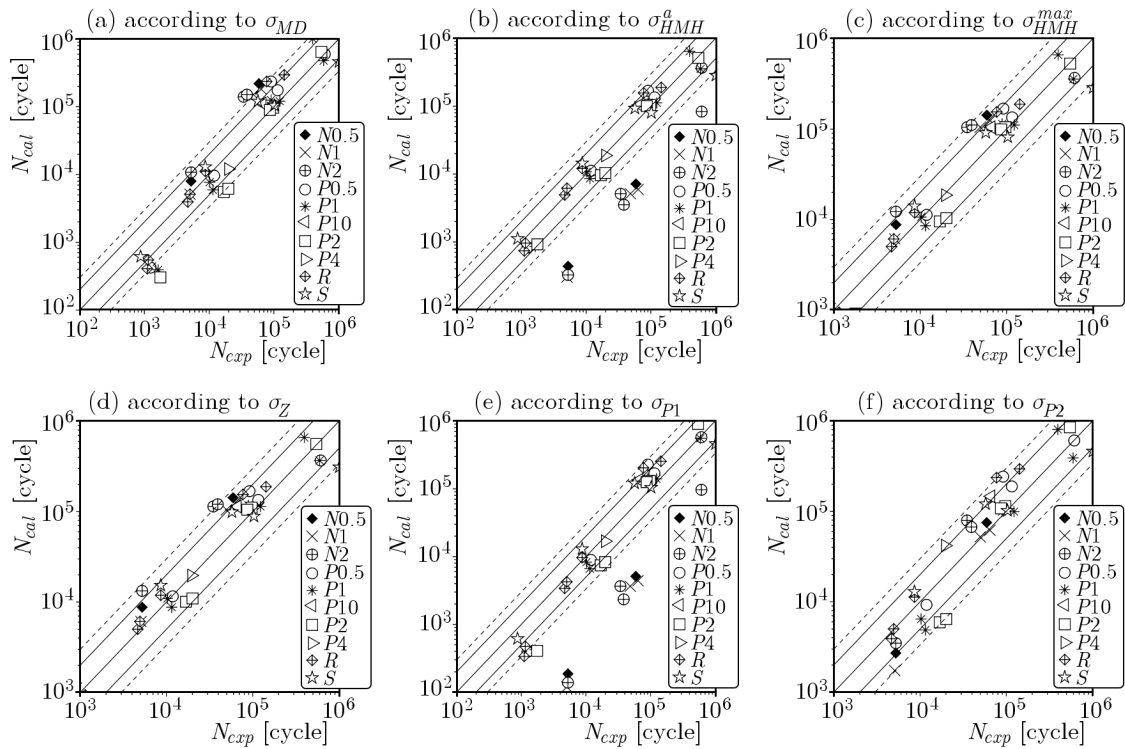 (a) according to σ_MD
N_cal [cycle]
10^6
10^5
10^4
10^3
10^2
10^2 10^3 10^4 10^5 10^6
N_exp [cycle]
N0.5
N1
N2
P0.5
P1
P10
P2
P4
R
S
(b) according to σ^a_HMH
N_cal [cycle]
10^6
10^5
10^4
10^3
10^2
10^2 10^3 10^4 10^5 10^6
N_exp [cycle]
N0.5
N1
N2
P0.5
P1
P10
P2
P4
R
S
(c) according to σ^max_HMH
N_cal [cycle]
10^6
10^5
10^4
10^3
10^3 10^4 10^5 10^6
N_exp [cycle]
N0.5
N1
N2
P0.5
P1
P10
P2
P4
R
S
(d) according to σ_Z
N_cal [cycle]
10^6
10^5
10^4
10^3
10^3 10^4 10^5 10^6
N_exp [cycle]
N0.5
N1
N2
P0.5
P1
P10
P2
P4
R
S
(e) according to σ_P1
N_cal [cycle]
10^6
10^5
10^4
10^3
10^2
10^2 10^3 10^4 10^5 10^6
N_exp [cycle]
N0.5
N1
N2
P0.5
P1
P10
P2
P4
R
S
(f) according to σ_P2
N_cal [cycle]
10^6
10^5
10^4
10^3
10^3 10^4 10^5 10^6
N_exp [cycle]
N0.5
N1
N2
P0.5
P1
P10
P2
P4
R
S